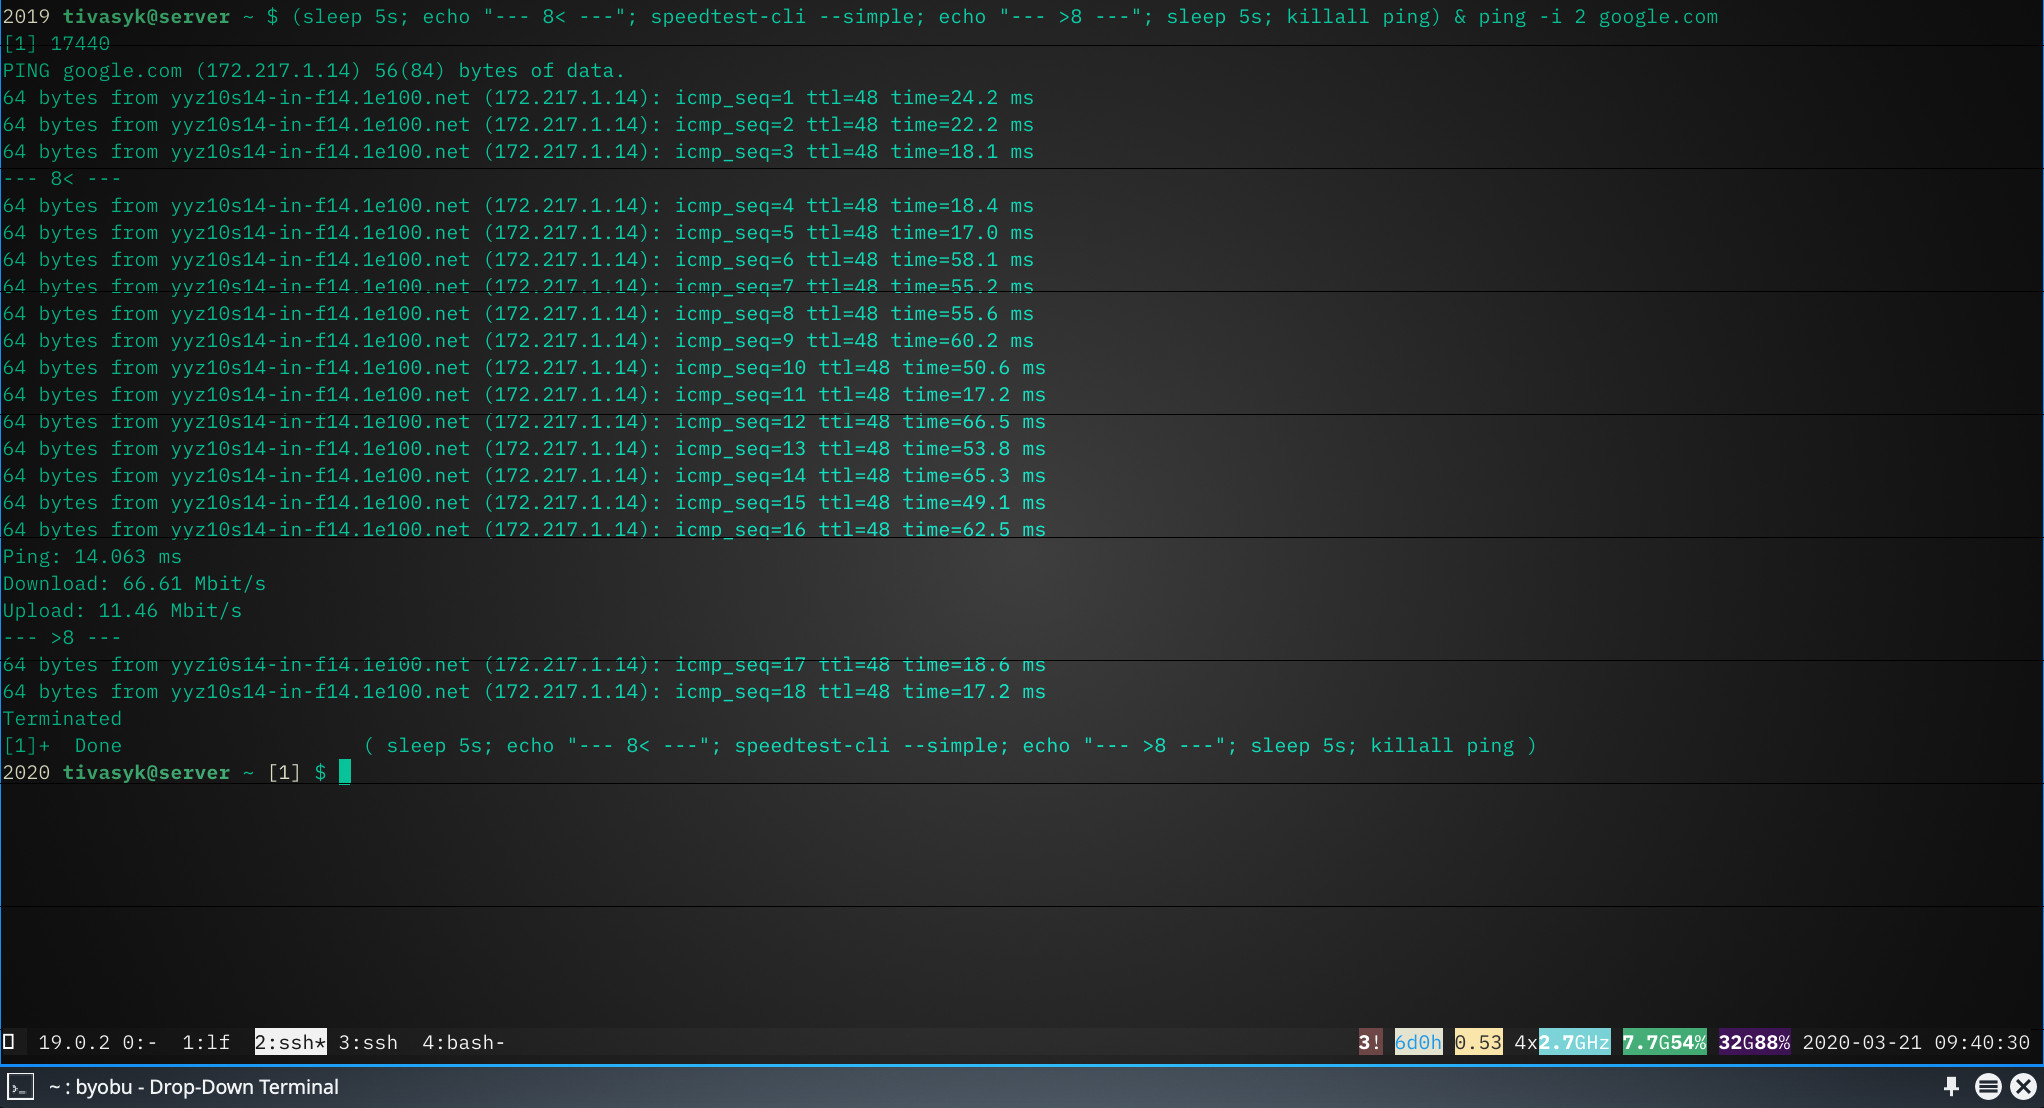 2019 tivasyk@server ~ $ (sleep 5s; echo "--- 8< ---"; speedtest-cli --simple; echo "--- >8 ---"; sleep 5s; killall ping) & ping -i 2 google.com
[1] 17440
PING google.com (172.217.1.14) 56(84) bytes of data.
64 bytes from yyz10s14-in-f14.1e100.net (172.217.1.14): icmp_seq=1 ttl=48 time=24.2 ms
64 bytes from yyz10s14-in-f14.1e100.net (172.217.1.14): icmp_seq=2 ttl=48 time=22.2 ms
64 bytes from yyz10s14-in-f14.1e100.net (172.217.1.14): icmp_seq=3 ttl=48 time=18.1 ms
--- 8< ---
64 bytes from yyz10s14-in-f14.1e100.net (172.217.1.14): icmp_seq=4 ttl=48 time=18.4 ms
64 bytes from yyz10s14-in-f14.1e100.net (172.217.1.14): icmp_seq=5 ttl=48 time=17.0 ms
64 bytes from yyz10s14-in-f14.1e100.net (172.217.1.14): icmp_seq=6 ttl=48 time=58.1 ms
64 bytes from yyz10s14-in-f14.1e100.net (172.217.1.14): icmp_seq=7 ttl=48 time=55.2 ms
64 bytes from yyz10s14-in-f14.1e100.net (172.217.1.14): icmp_seq=8 ttl=48 time=55.6 ms
64 bytes from yyz10s14-in-f14.1e100.net (172.217.1.14): icmp_seq=9 ttl=48 time=60.2 ms
64 bytes from yyz10s14-in-f14.1e100.net (172.217.1.14): icmp_seq=10 ttl=48 time=50.6 ms
64 bytes from yyz10s14-in-f14.1e100.net (172.217.1.14): icmp_seq=11 ttl=48 time=17.2 ms
64 bytes from yyz10s14-in-f14.1e100.net (172.217.1.14): icmp_seq=12 ttl=48 time=66.5 ms
64 bytes from yyz10s14-in-f14.1e100.net (172.217.1.14): icmp_seq=13 ttl=48 time=53.8 ms
64 bytes from yyz10s14-in-f14.1e100.net (172.217.1.14): icmp_seq=14 ttl=48 time=65.3 ms
64 bytes from yyz10s14-in-f14.1e100.net (172.217.1.14): icmp_seq=15 ttl=48 time=49.1 ms
64 bytes from yyz10s14-in-f14.1e100.net (172.217.1.14): icmp_seq=16 ttl=48 time=62.5 ms
Ping: 14.063 ms
Download: 66.61 Mbit/s
Upload: 11.46 Mbit/s
--- >8 ---
64 bytes from yyz10s14-in-f14.1e100.net (172.217.1.14): icmp_seq=17 ttl=48 time=18.6 ms
64 bytes from yyz10s14-in-f14.1e100.net (172.217.1.14): icmp_seq=18 ttl=48 time=17.2 ms
Terminated
[1]+  Done                    ( sleep 5s; echo "--- 8< ---"; speedtest-cli --simple; echo "--- >8 ---"; sleep 5s; killall ping )
2020 tivasyk@server ~ [1] $
19.0.2 0:-  1:lf  2:ssh* 3:ssh  4:bash-  3! 6d0h 0.53 4x2.7GHz 7.7G54% 32G88% 2020-03-21 09:40:30
~ : byobu - Drop-Down Terminal